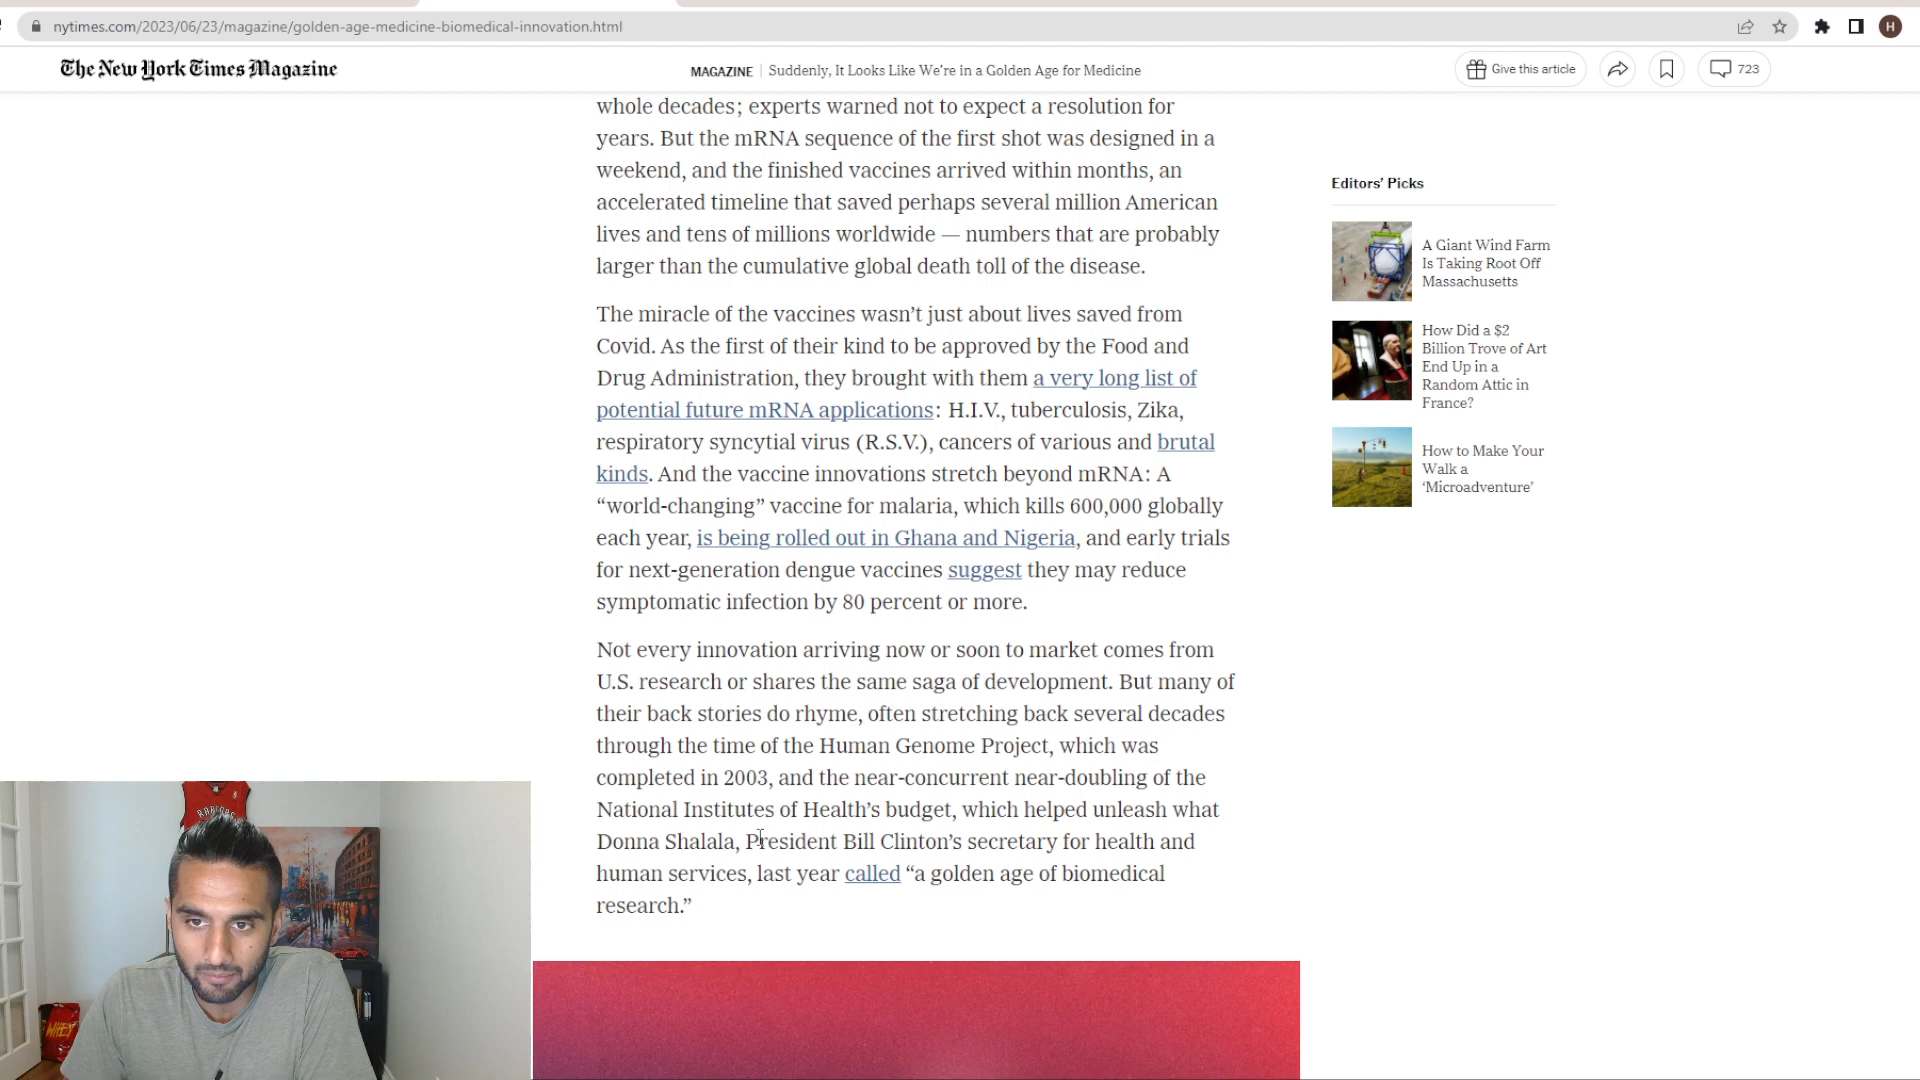 nytimes.com/2023/06/23/magazine/golden-age-medicine-biomedical-innovation.html
H
The New York Times Magazine
MAGAZINE | Suddenly, It Looks Like We're in a Golden Age for Medicine
Give this article
723
whole decades; experts warned not to expect a resolution for
years. But the mRNA sequence of the first shot was designed in a
weekend, and the finished vaccines arrived within months, an
accelerated timeline that saved perhaps several million American
lives and tens of millions worldwide — numbers that are probably
larger than the cumulative global death toll of the disease.
The miracle of the vaccines wasn't just about lives saved from
Covid. As the first of their kind to be approved by the Food and
Drug Administration, they brought with them a very long list of
potential future mRNA applications: H.I.V., tuberculosis, Zika,
respiratory syncytial virus (R.S.V.), cancers of various and brutal
kinds. And the vaccine innovations stretch beyond mRNA: A
“world-changing” vaccine for malaria, which kills 600,000 globally
each year, is being rolled out in Ghana and Nigeria, and early trials
for next-generation dengue vaccines suggest they may reduce
symptomatic infection by 80 percent or more.
Not every innovation arriving now or soon to market comes from
U.S. research or shares the same saga of development. But many of
their back stories do rhyme, often stretching back several decades
through the time of the Human Genome Project, which was
completed in 2003, and the near-concurrent near-doubling of the
National Institutes of Health's budget, which helped unleash what
Donna Shalala, President Bill Clinton's secretary for health and
human services, last year called “a golden age of biomedical
research.”
Editors' Picks
A Giant Wind Farm
Is Taking Root Off
Massachusetts
How Did a $2
Billion Trove of Art
End Up in a
Random Attic in
France?
How to Make Your
Walk a
‘Microadventure’
RAPTORS
WHEY